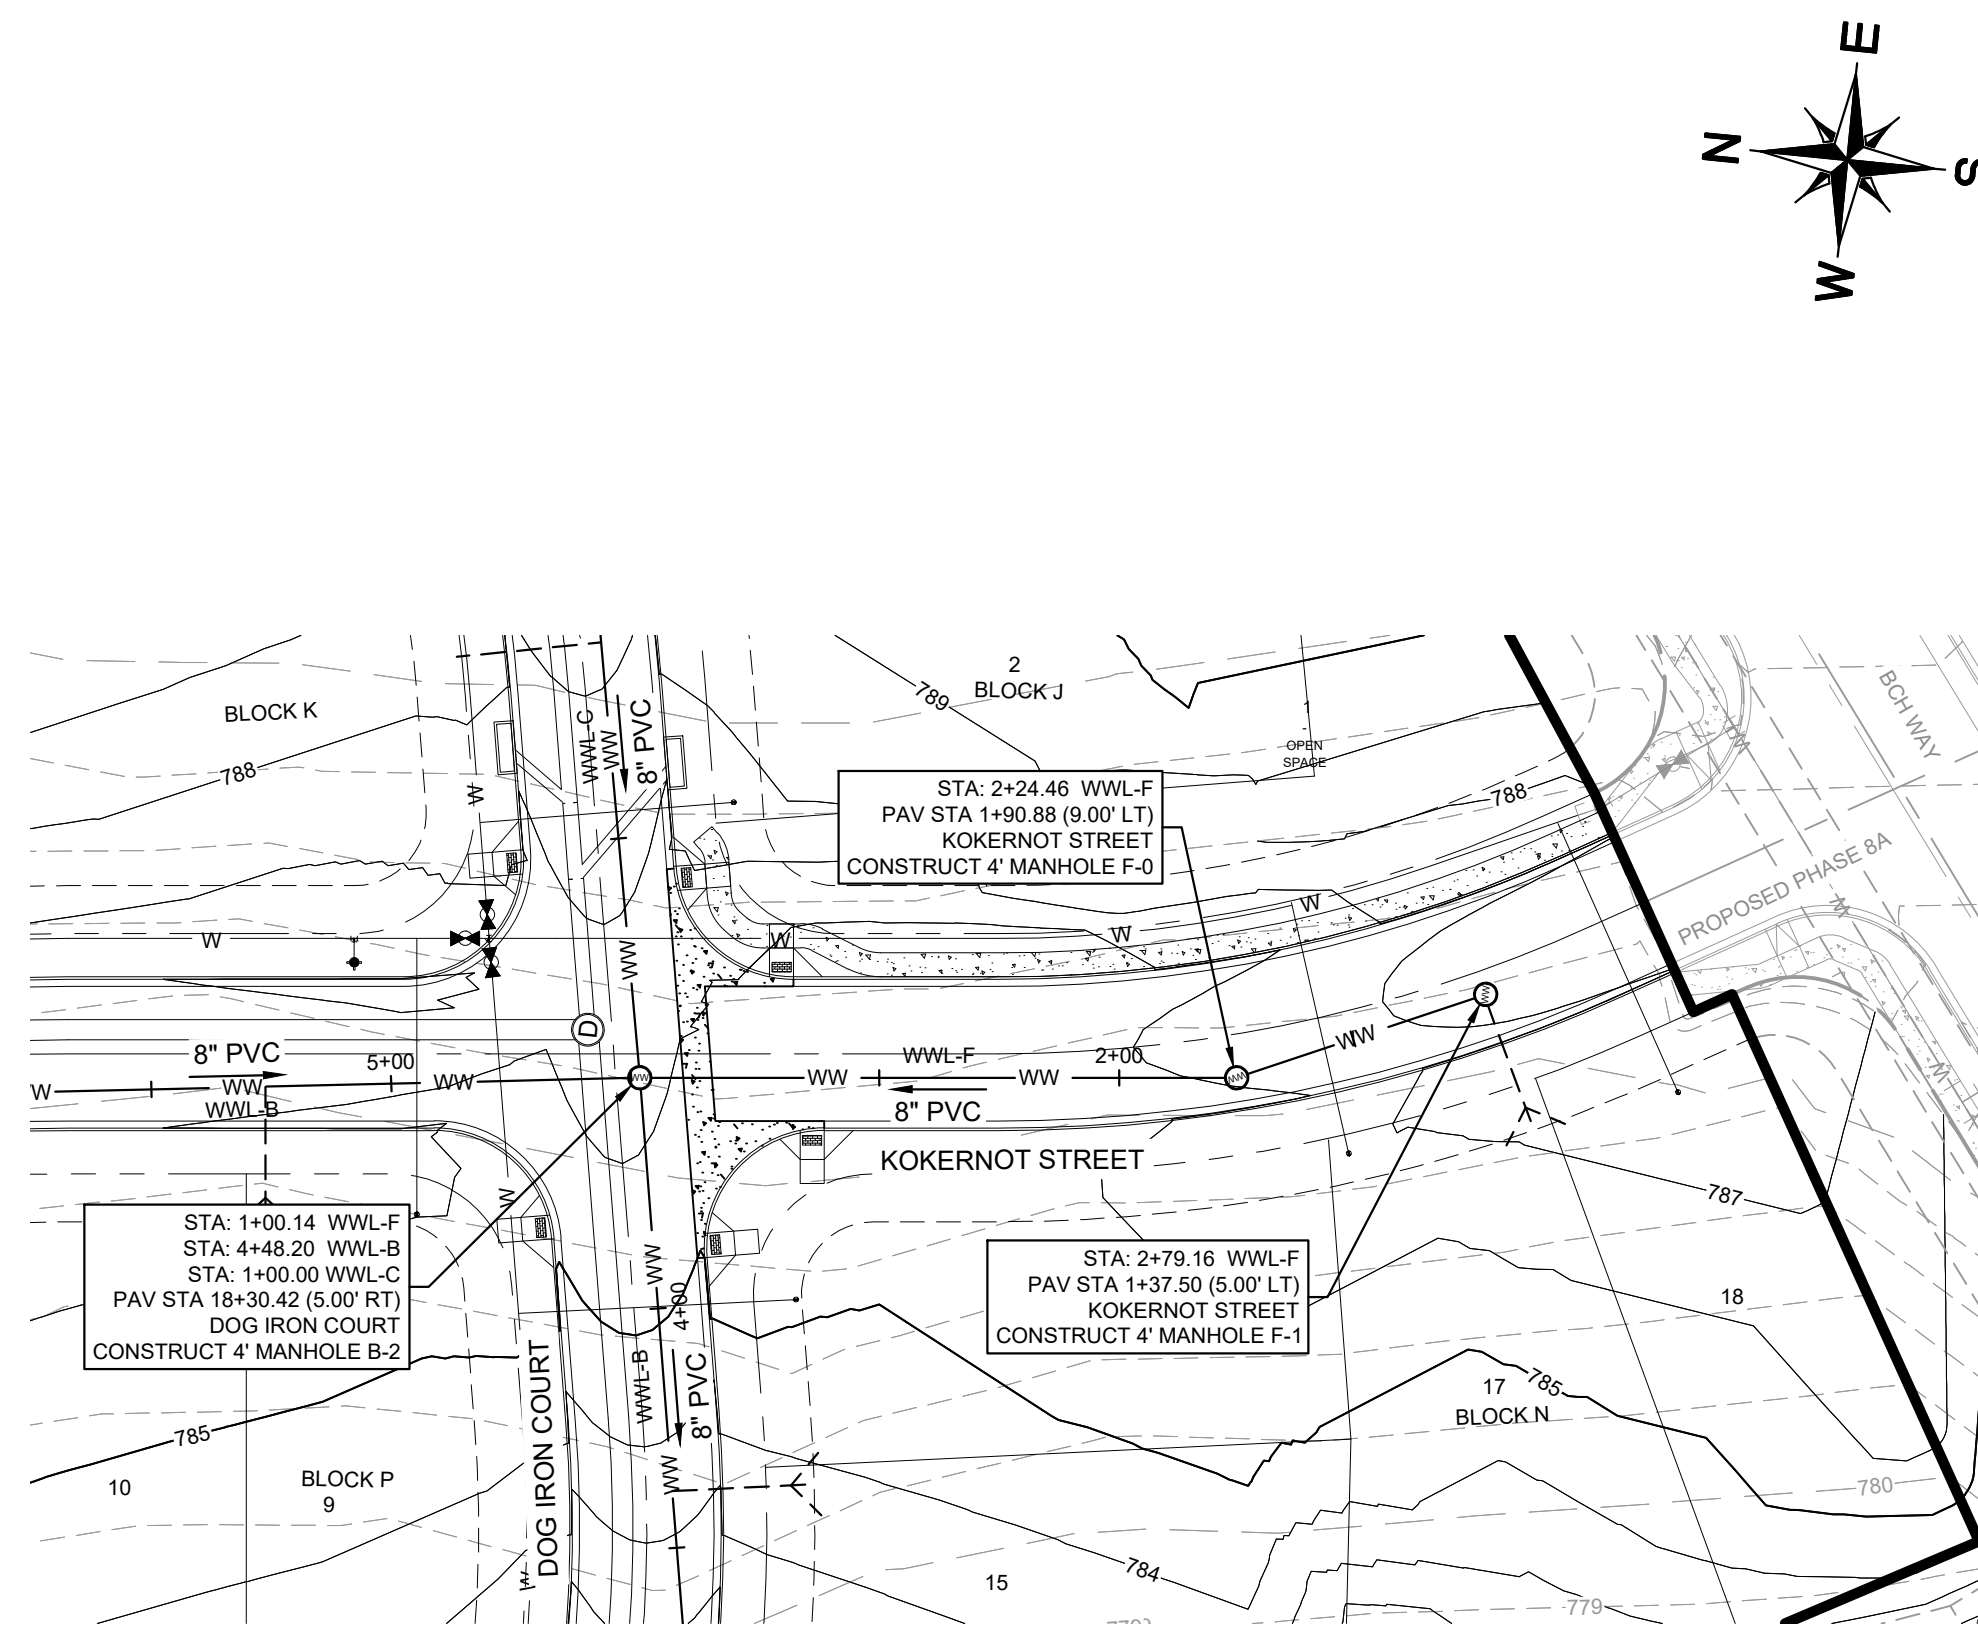 E
N
S
W
2
BLOCK J
789
BLOCK K
788
WWL-C
WW
8" PVC
W
1
-
OPEN
SPACE
788
BCH WAY
PROPOSED PHASE 8A
W
W
W
STA: 2+24.46 WWL-F
PAV STA 1+90.88 (9.00' LT)
KOKERNOT STREET
CONSTRUCT 4' MANHOLE F-0
W
W
W
W
W
WW
D
8" PVC
5+00
WW
WW
WW
WWL-B
WW
WW
WWL-F
WW
2+00
WW
WW
WW
8" PVC
KOKERNOT STREET
787
W
STA: 1+00.14 WWL-F
STA: 4+48.20 WWL-B
STA: 1+00.00 WWL-C
PAV STA 18+30.42 (5.00' RT)
DOG IRON COURT
CONSTRUCT 4' MANHOLE B-2
WW
4+00
STA: 2+79.16 WWL-F
PAV STA 1+37.50 (5.00' LT)
KOKERNOT STREET
CONSTRUCT 4' MANHOLE F-1
18
WWL-B
8" PVC
WW
DOG IRON COURT
W
17
BLOCK N
785
785
10
BLOCK P
9
780
784
15
779